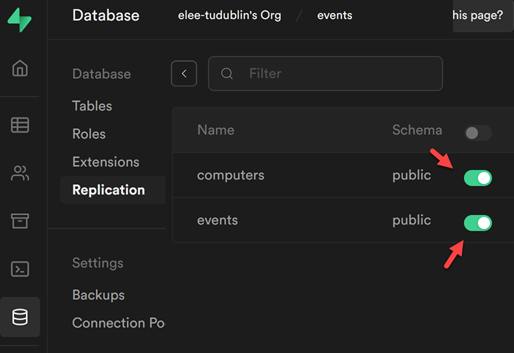 Database
elee-tudublin's Org / events
his page?
Database
Tables
Roles
Extensions
Replication
Settings
Backups
Connection Po
Filter
Name Schema
computers public
events public